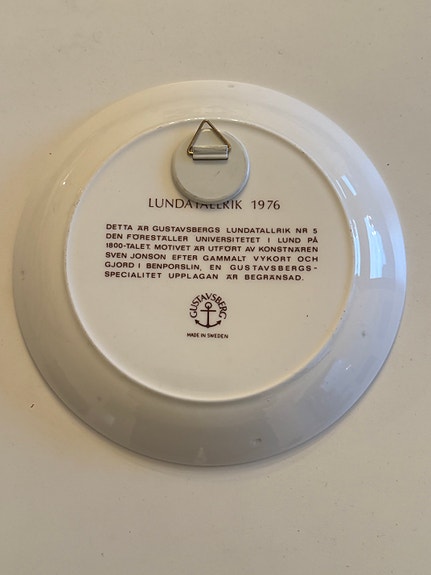 LUNDATALLRIK 1976
DETTA ÄR GUSTAVSBERGS LUNDATALLRIK NR 5
DEN FÖRESTÄLLER UNIVERSITETET I LUND PÅ
1800-TALET. MOTIVET ÄR UTFÖRT AV KONSTNÄREN
SVEN JONSON EFTER GAMMALT VYKORT OCH
GJORD I BENPORSLIN, EN GUSTAVSBERGS-
SPECIALITET UPPLAGAN ÄR BEGRÄNSAD.
GUSTAVSBERG
MADE IN SWEDEN